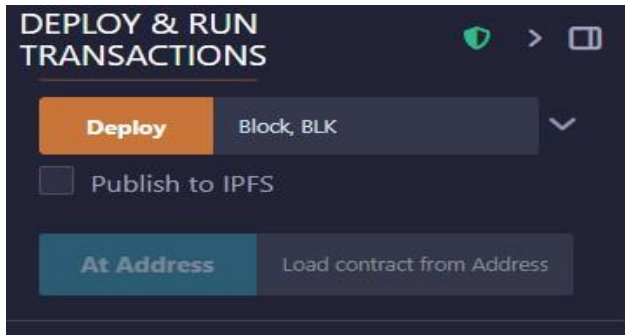 DEPLOY & RUN
TRANSACTIONS
Deploy Block, BLK
Publish to IPFS
At Address Load contract from Address